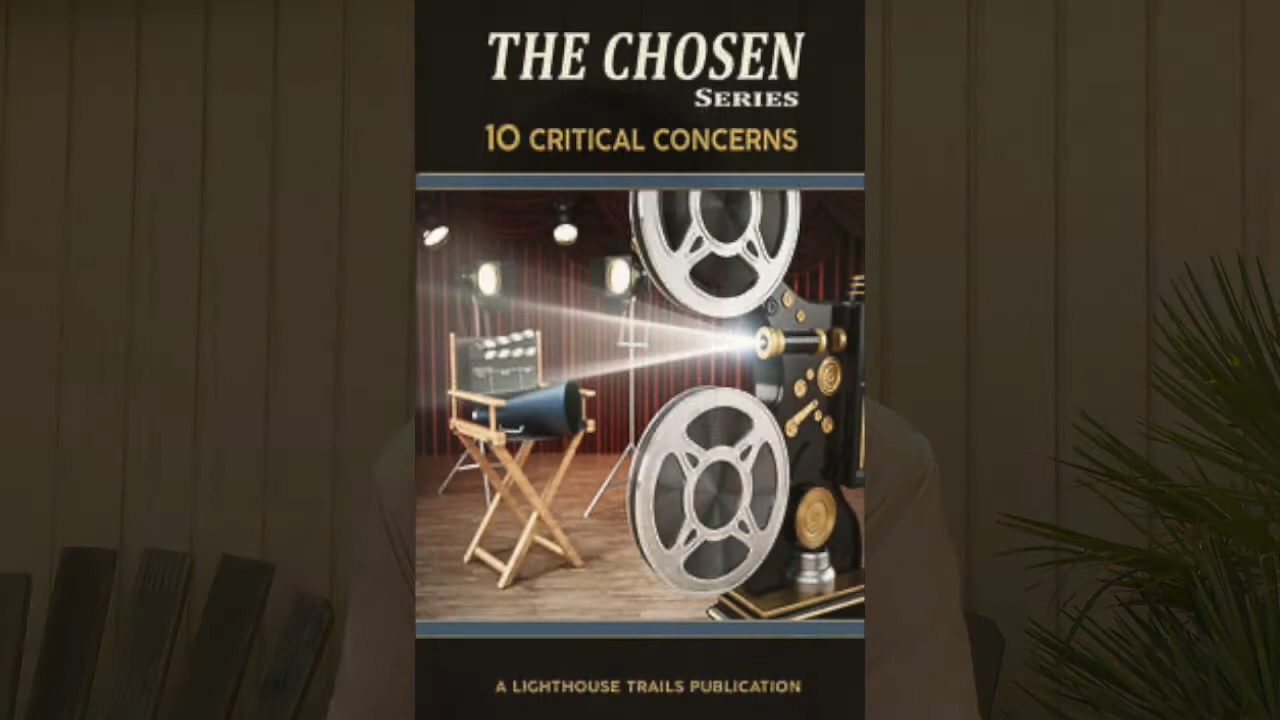 THE CHOSEN
SERIES
10 CRITICAL CONCERNS
A LIGHTHOUSE TRAILS PUBLICATION